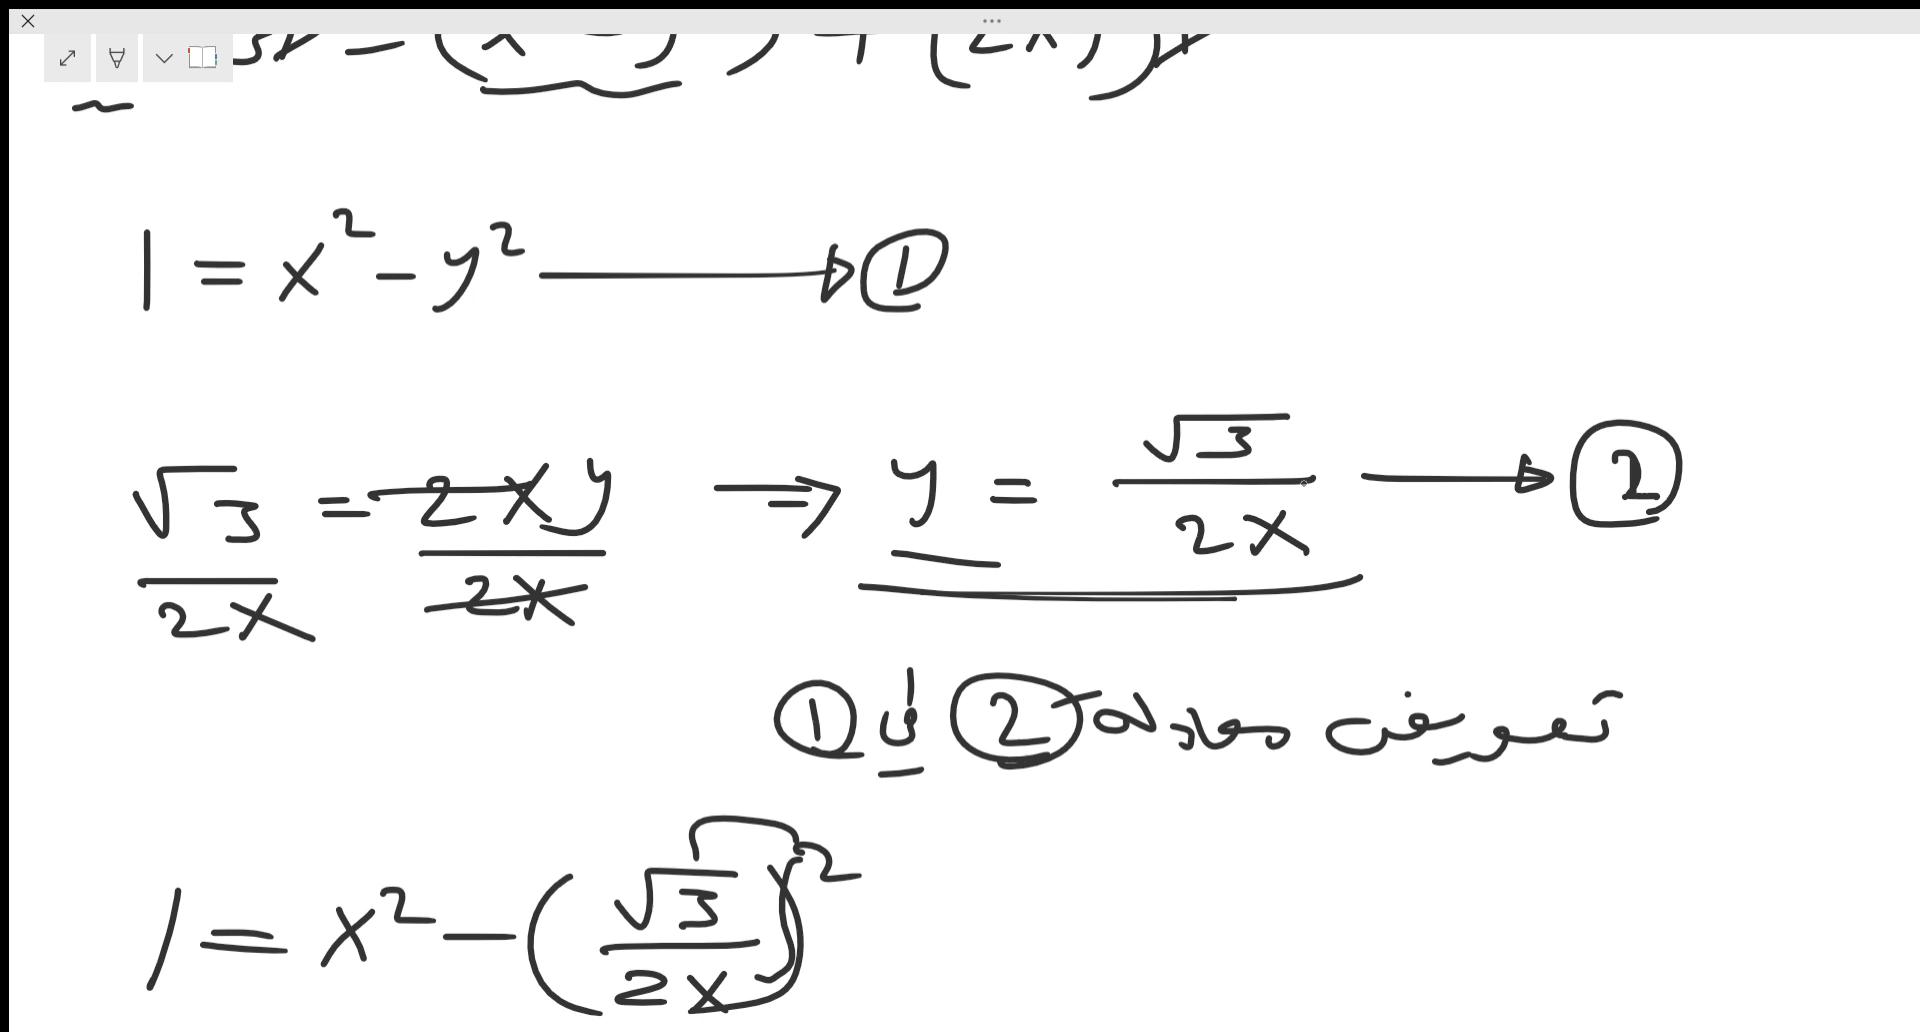 1 = x² - y² → ①
√3/2x = 2xy/2x ⇒ y = √3/2x → ②
تعويض معادلة ② في ①
1 = x² - (√3/2x)²